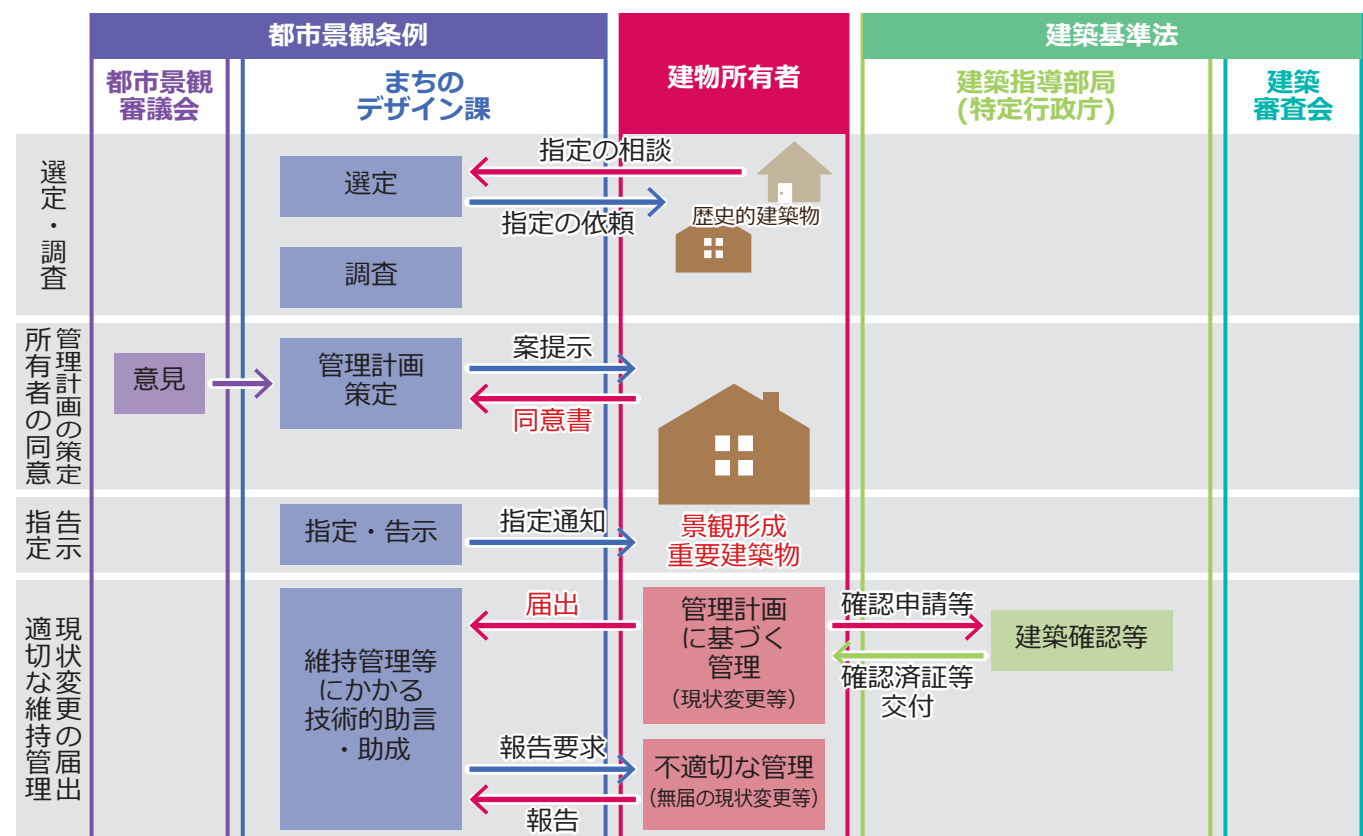 都市景観条例
建物所有者
建築基準法
都市景観
審議会
まちの
デザイン課
建築指導部局
(特定行政庁)
建築
審査会
選定・調査
選定
指定の相談
指定の依頼
歴史的建築物
調査
管理計画の策定
所有者の同意
意見
管理計画
策定
案提示
同意書
告示
指定
指定・告示
指定通知
景観形成
重要建築物
現状変更の届出
適切な維持管理
維持管理等
にかかる
技術的助言
・助成
届出
管理計画
に基づく
管理
(現状変更等)
確認申請等
確認済証等
交付
建築確認等
報告要求
報告
不適切な管理
(無届の現状変更等)